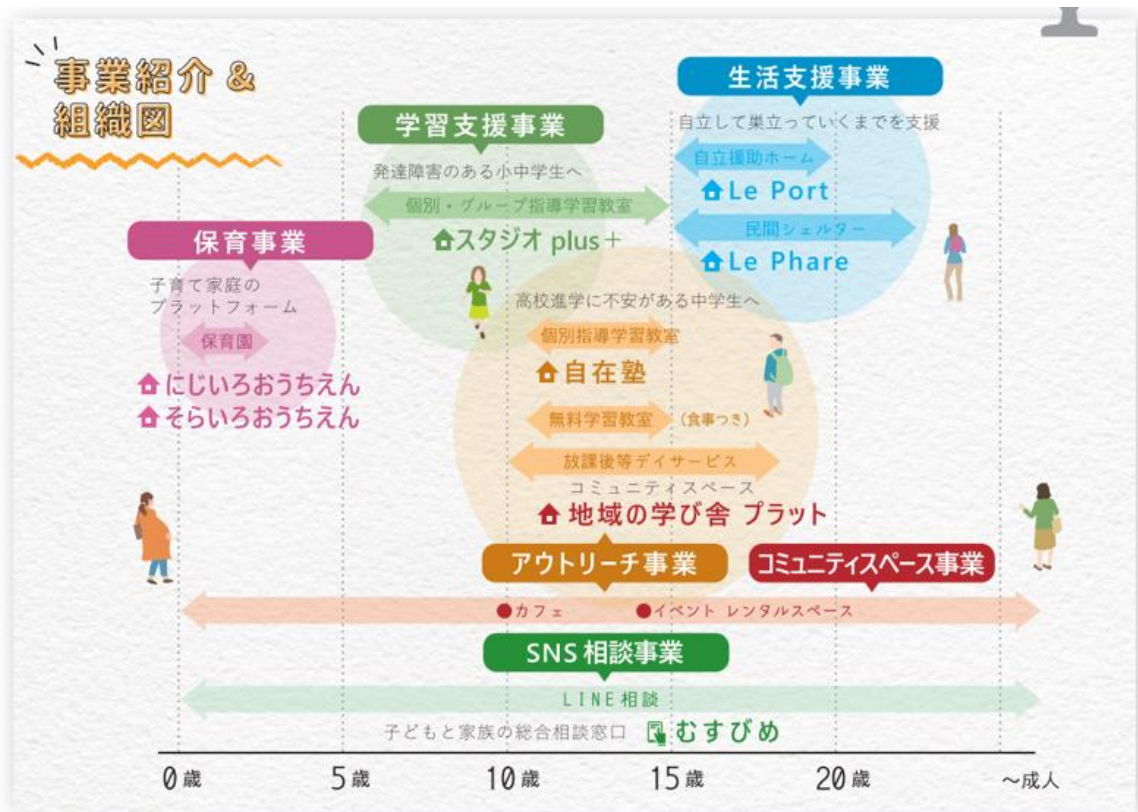 事業紹介 &
組織図
生活支援事業
自立して巣立っていくまでを支援
自立援助ホーム
Le Port
民間シェルター
Le Phare
学習支援事業
発達障害のある小中学生へ
個別・グループ指導学習教室
スタジオ plus+
保育事業
子育て家庭の
プラットフォーム
保育園
にじいろおうちえん
そらいろおうちえん
高校進学に不安がある中学生へ
個別指導学習教室
自在塾
無料学習教室 (食事つき)
放課後等デイサービス
コミュニティスペース
地域の学び舎 プラット
アウトリーチ事業
コミュニティスペース事業
●カフェ ●イベント レンタルスペース
SNS 相談事業
LINE相談
子どもと家族の総合相談窓口 むすびめ
0歳 5歳 10歳 15歳 20歳 〜成人